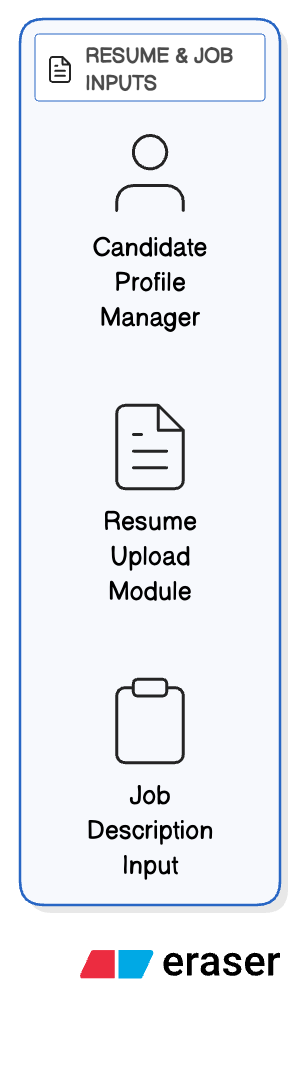 RESUME & JOB
INPUTS
Candidate
Profile
Manager
Resume
Upload
Module
Job
Description
Input
eraser